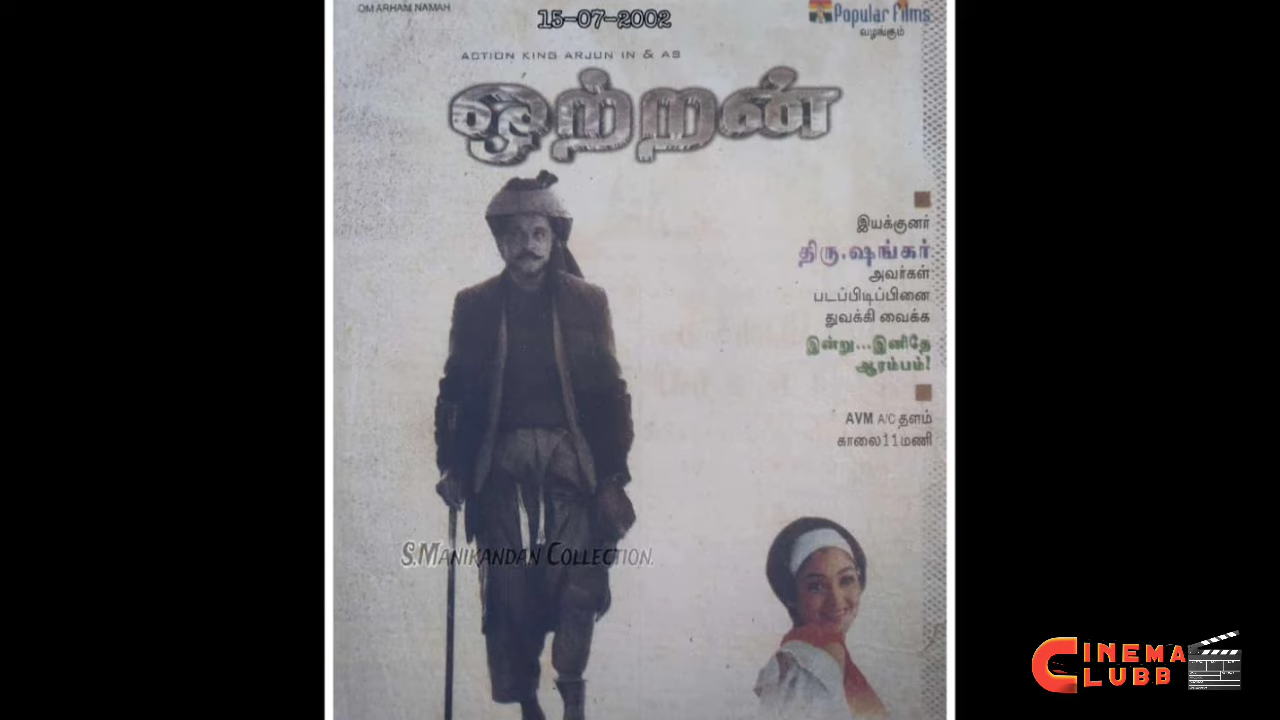 OM ARHAM NAMAH
15-07-2002
Popular Films
வழங்கும்
ACTION KING ARJUN IN & AS
ஒற்றன்
இயக்குனர்
திரு.ஷங்கர்
அவர்கள்
படப்பிடிப்பினை
துவக்கி வைக்க
இன்று...இனிதே
ஆரம்பம்!
AVM A/C தளம்
காலை 11 மணி
S.MANIKANDAN COLLECTION.
CINEMA
CLUBB